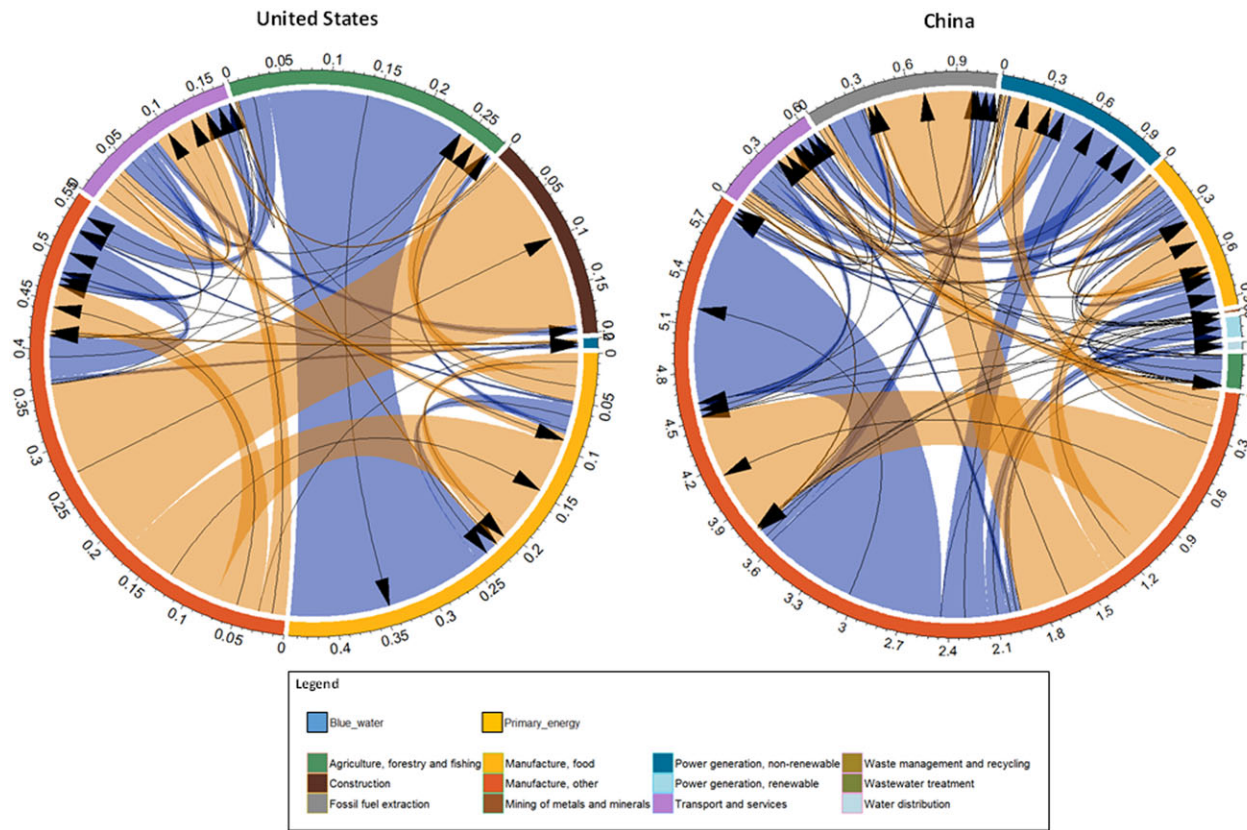 United States
China
0 0.05 0.1 0.15 0.2 0.25
0 0.05 0.1 0.15
0 0.05 0.1 0.15 0.2 0.25 0.3 0.35 0.4
0 0.05 0.1 0.15 0.2 0.25 0.3 0.35 0.4 0.45 0.5
0 0.05 0.1 0.15
0 0.3 0.6 0.9
0 0.3 0.6
0.3 0.6 0.9 1.2 1.5 1.8 2.1 2.4 2.7 3 3.3 3.6 3.9 4.2 4.5 4.8 5.1 5.4 5.7
0 0.3 0.6
0.3 0.6 0.9
Legend
Blue_water
Primary_energy
Agriculture, forestry and fishing
Manufacture, food
Power generation, non-renewable
Waste management and recycling
Construction
Manufacture, other
Power generation, renewable
Wastewater treatment
Fossil fuel extraction
Mining of metals and minerals
Transport and services
Water distribution